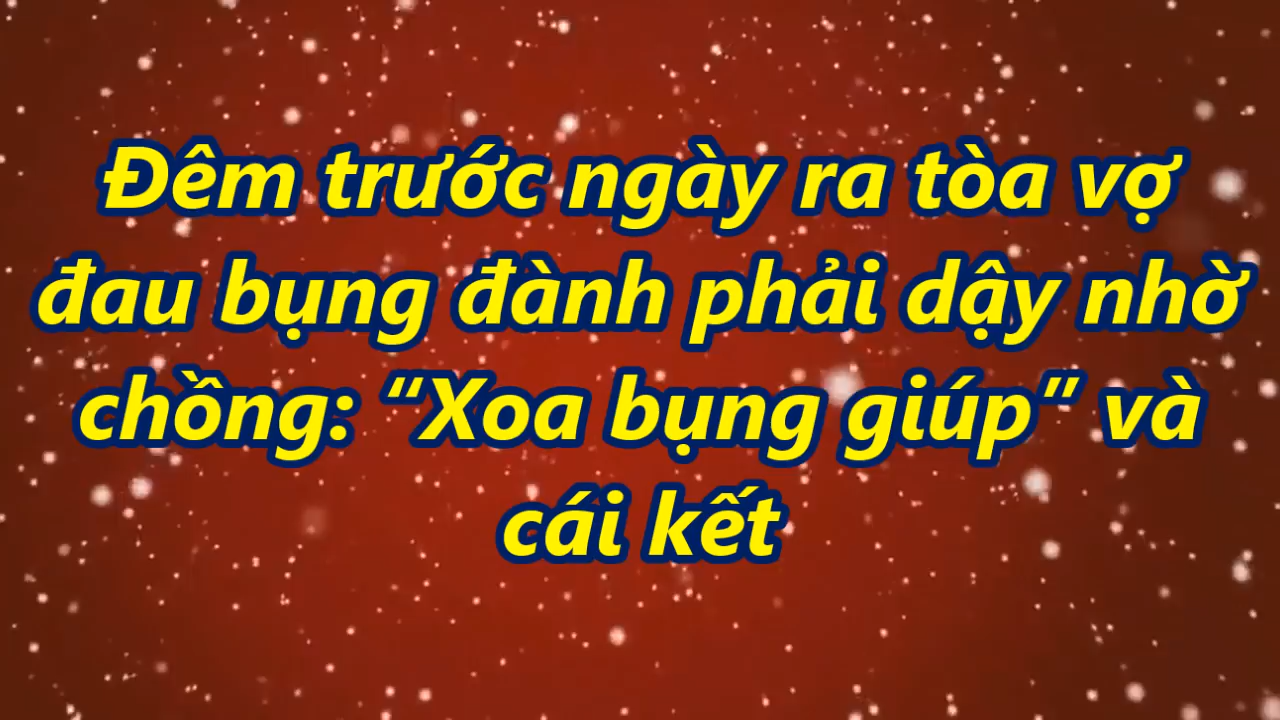 Đêm trước ngày ra tòa vợ
đau bụng đành phải dậy nhờ
chồng: “Xoa bụng giúp” và
cái kết